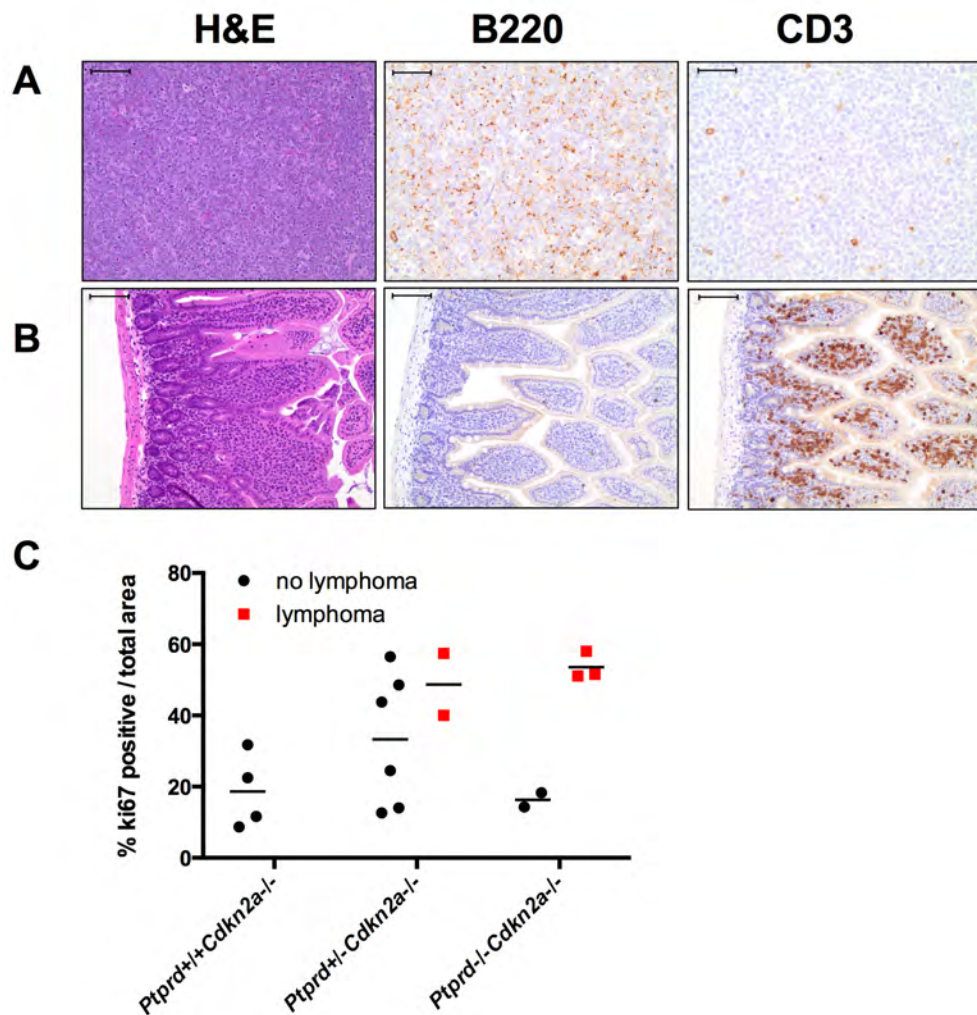 H&E B220 CD3
A
B
C
80
60
40
20
0
% ki67 positive / total area
no lymphoma
lymphoma
Ptprd+/+Cdkn2a-/-
Ptprd+/-Cdkn2a-/-
Ptprd-/-Cdkn2a-/-